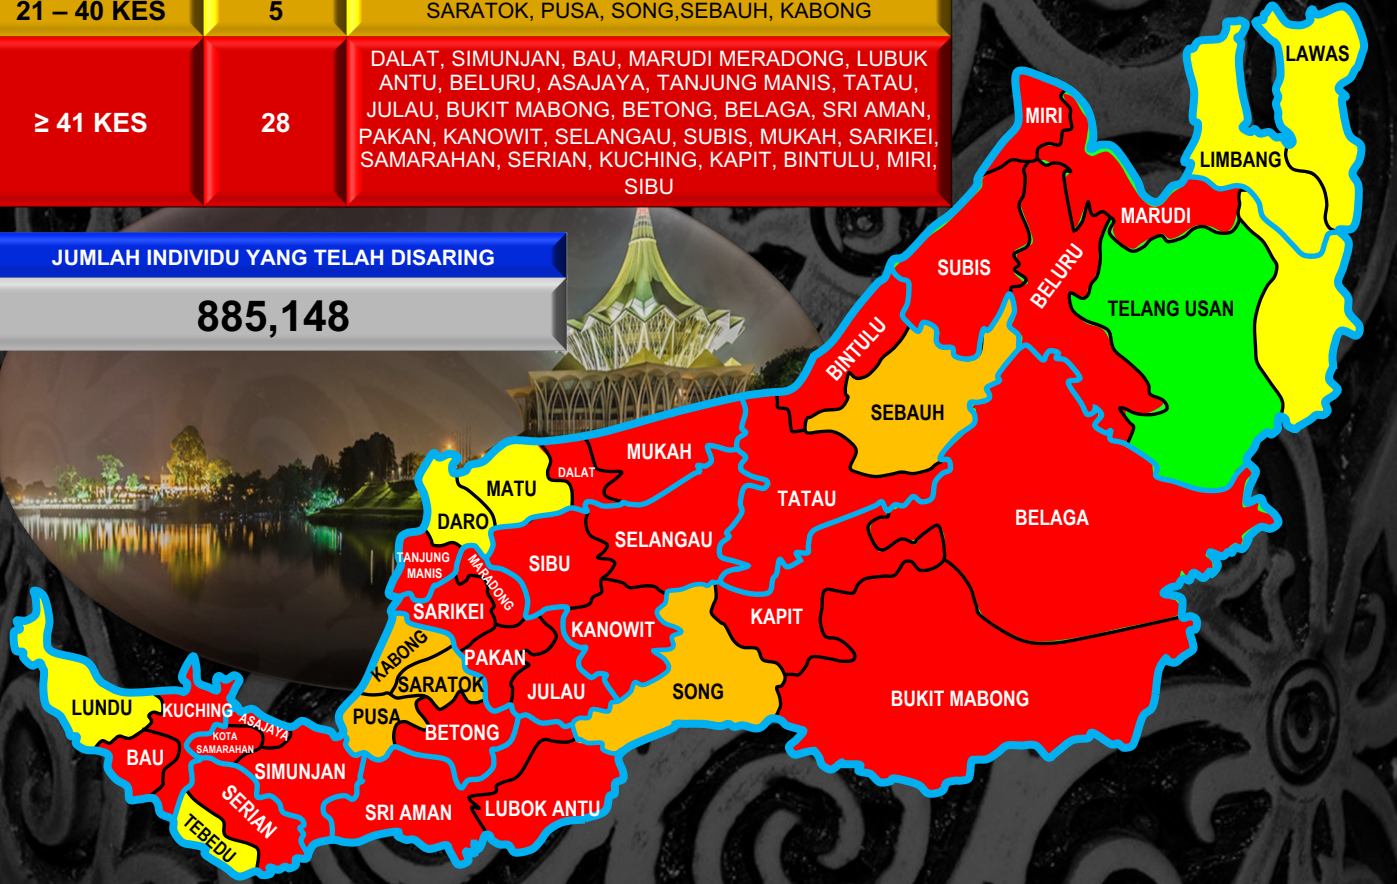 21 – 40 KES
5
SARATOK, PUSA, SONG,SEBAUH, KABONG
≥ 41 KES
28
DALAT, SIMUNJAN, BAU, MARUDI MERADONG, LUBUK
ANTU, BELURU, ASAJAYA, TANJUNG MANIS, TATAU,
JULAU, BUKIT MABONG, BETONG, BELAGA, SRI AMAN,
PAKAN, KANOWIT, SELANGAU, SUBIS, MUKAH, SARIKEI,
SAMARAHAN, SERIAN, KUCHING, KAPIT, BINTULU, MIRI,
SIBU
JUMLAH INDIVIDU YANG TELAH DISARING
885,148
LAWAS
MIRI
LIMBANG
MARUDI
SUBIS
BELURU
TELANG USAN
BINTULU
SEBAUH
MUKAH
DALAT
MATU
TATAU
DARO
BELAGA
SELANGAU
TANJUNG
MANIS
MARADONG
SIBU
SARIKEI
KAPIT
KANOWIT
KABONG
PAKAN
SARATOK
JULAU
SONG
BUKIT MABONG
LUNDU
KUCHING
ASAJAYA
PUSA
BETONG
KOTA
SAMARAHAN
BAU
SIMUNJAN
SERIAN
SRI AMAN
LUBOK ANTU
TEBEDU